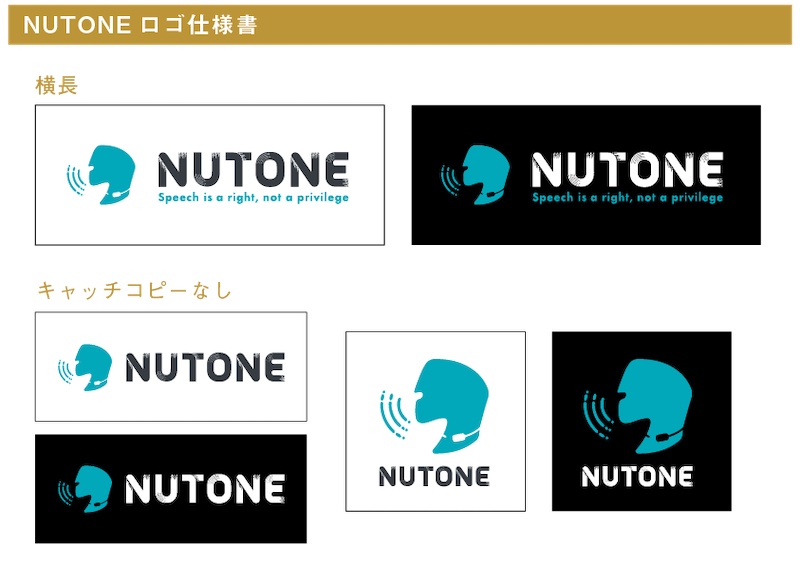 NUTONE ロゴ仕様書
横長
NUTONE
Speech is a right, not a privilege
NUTONE
Speech is a right, not a privilege
キャッチコピーなし
NUTONE
NUTONE
NUTONE
NUTONE